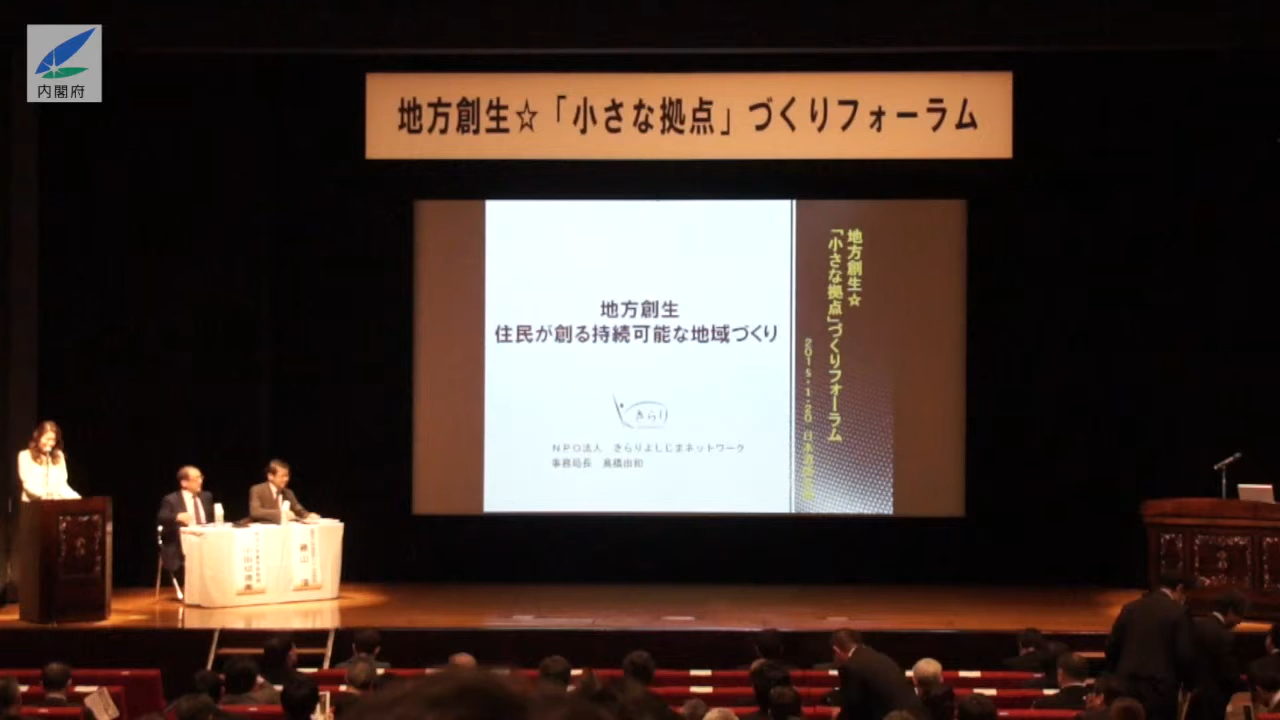 内閣府
地方創生☆「小さな拠点」づくりフォーラム
地方創生
住民が創る持続可能な地域づくり
きらり
NPO法人 きらりよしじまネットワーク
事務局長 高橋由和
地方創生☆
「小さな拠点」づくりフォーラム
2015.1.20